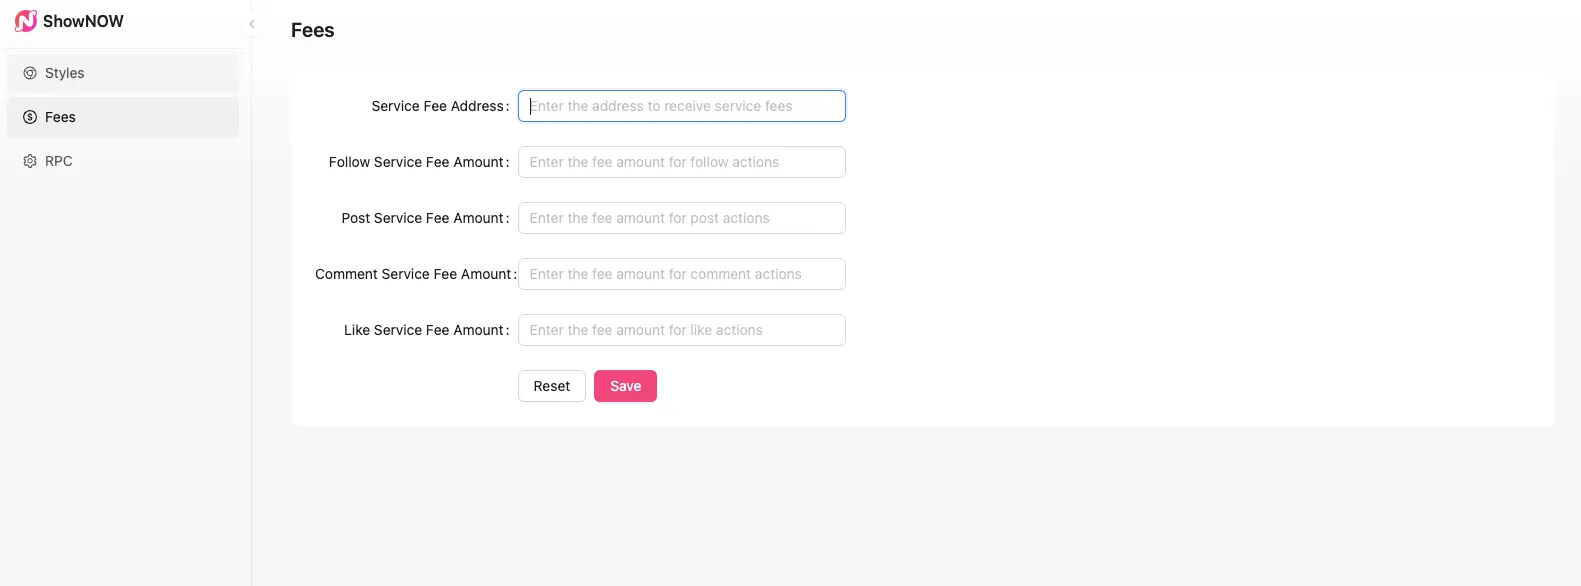 ShowNOW
Styles
Fees
RPC
Fees
Service Fee Address: Enter the address to receive service fees
Follow Service Fee Amount: Enter the fee amount for follow actions
Post Service Fee Amount: Enter the fee amount for post actions
Comment Service Fee Amount: Enter the fee amount for comment actions
Like Service Fee Amount: Enter the fee amount for like actions
Reset Save